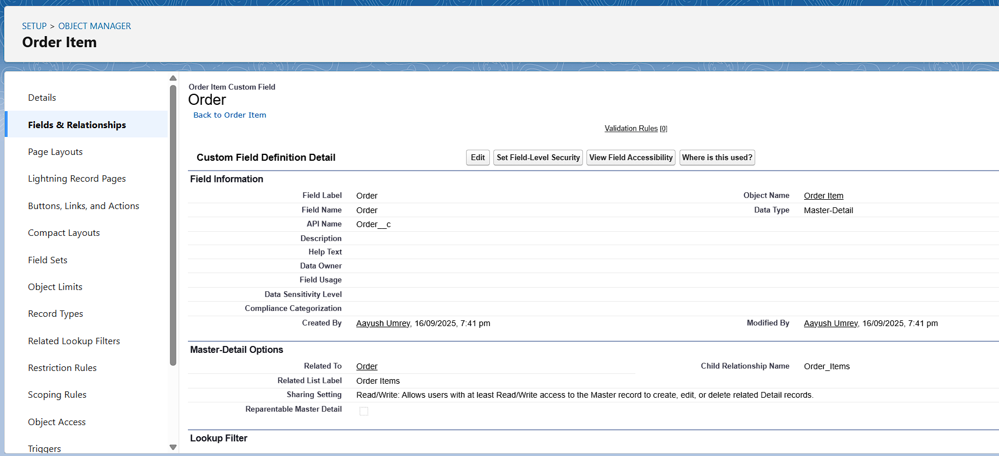 SETUP > OBJECT MANAGER
Order Item
Details
Fields & Relationships
Page Layouts
Lightning Record Pages
Buttons, Links, and Actions
Compact Layouts
Field Sets
Object Limits
Record Types
Related Lookup Filters
Restriction Rules
Scoping Rules
Object Access
Triggers
Order Item Custom Field
Order
Back to Order Item
Validation Rules [0]
Custom Field Definition Detail Edit Set Field-Level Security View Field Accessibility Where is this used?
Field Information
Field Label Order Object Name Order Item
Field Name Order Data Type Master-Detail
API Name Order__c
Description
Help Text
Data Owner
Field Usage
Data Sensitivity Level
Compliance Categorization
Created By Aayush Umrey, 16/09/2025, 7:41 pm Modified By Aayush Umrey, 16/09/2025, 7:41 pm
Master-Detail Options
Related To Order Child Relationship Name Order_Items
Related List Label Order Items
Sharing Setting Read/Write: Allows users with at least Read/Write access to the Master record to create, edit, or delete related Detail records.
Reparentable Master Detail
Lookup Filter